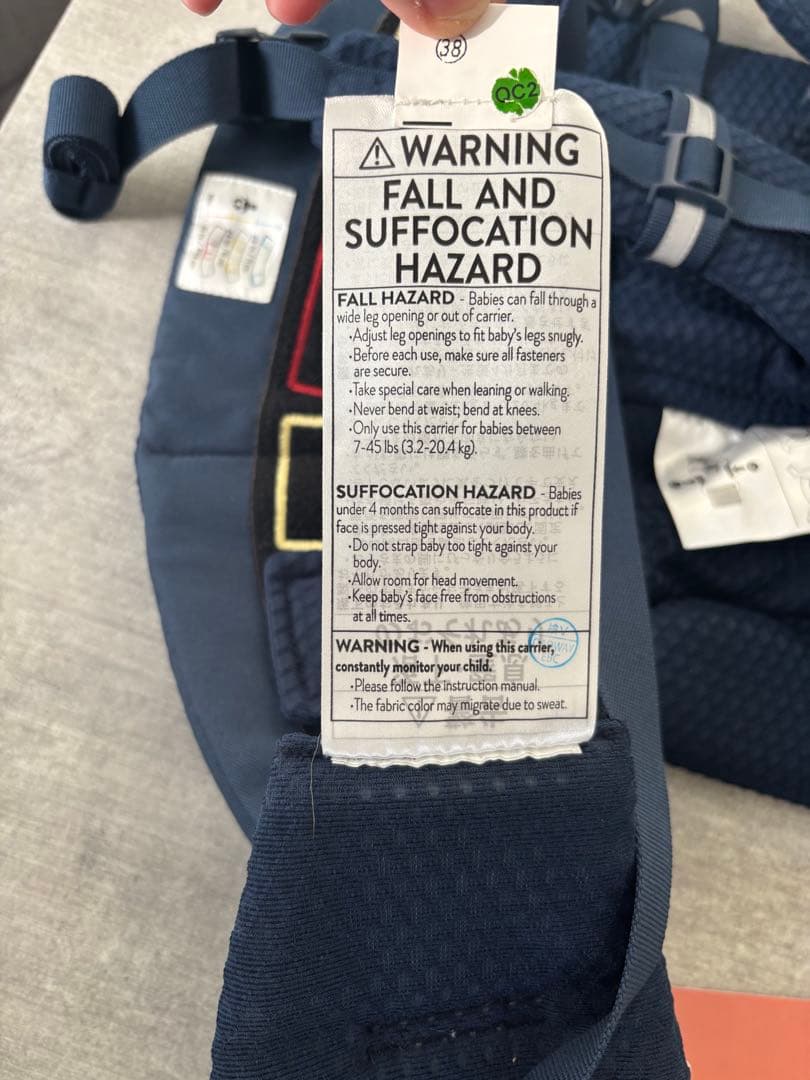 38
QC2
WARNING
FALL AND
SUFFOCATION
HAZARD
FALL HAZARD - Babies can fall through a
wide leg opening or out of carrier.
•Adjust leg openings to fit baby's legs snugly.
•Before each use, make sure all fasteners
are secure.
•Take special care when leaning or walking.
•Never bend at waist; bend at knees.
•Only use this carrier for babies between
7-45 lbs (3.2-20.4 kg).
SUFFOCATION HAZARD - Babies
under 4 months can suffocate in this product if
face is pressed tight against your body.
•Do not strap baby too tight against your
body.
•Allow room for head movement.
•Keep baby's face free from obstructions
at all times.
WARNING - When using this carrier,
constantly monitor your child.
•Please follow the instruction manual.
•The fabric color may migrate due to sweat.